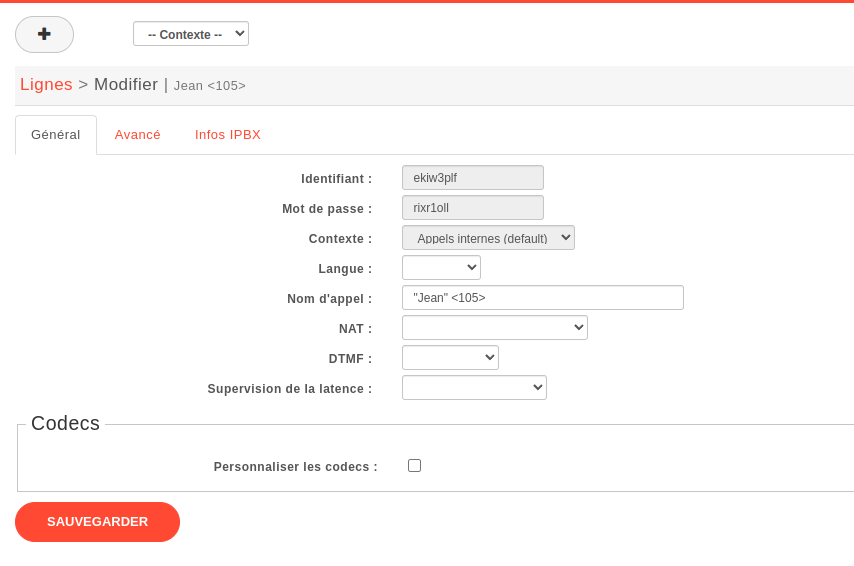 -- Contexte --
Lignes > Modifier | Jean <105>
Général Avancé Infos IPBX
Identifiant : ekiw3plf
Mot de passe : rixr1oll
Contexte : Appels internes (default)
Langue :
Nom d'appel : "Jean" <105>
NAT :
DTMF :
Supervision de la latence :
Codecs
Personnaliser les codecs :
SAUVEGARDER